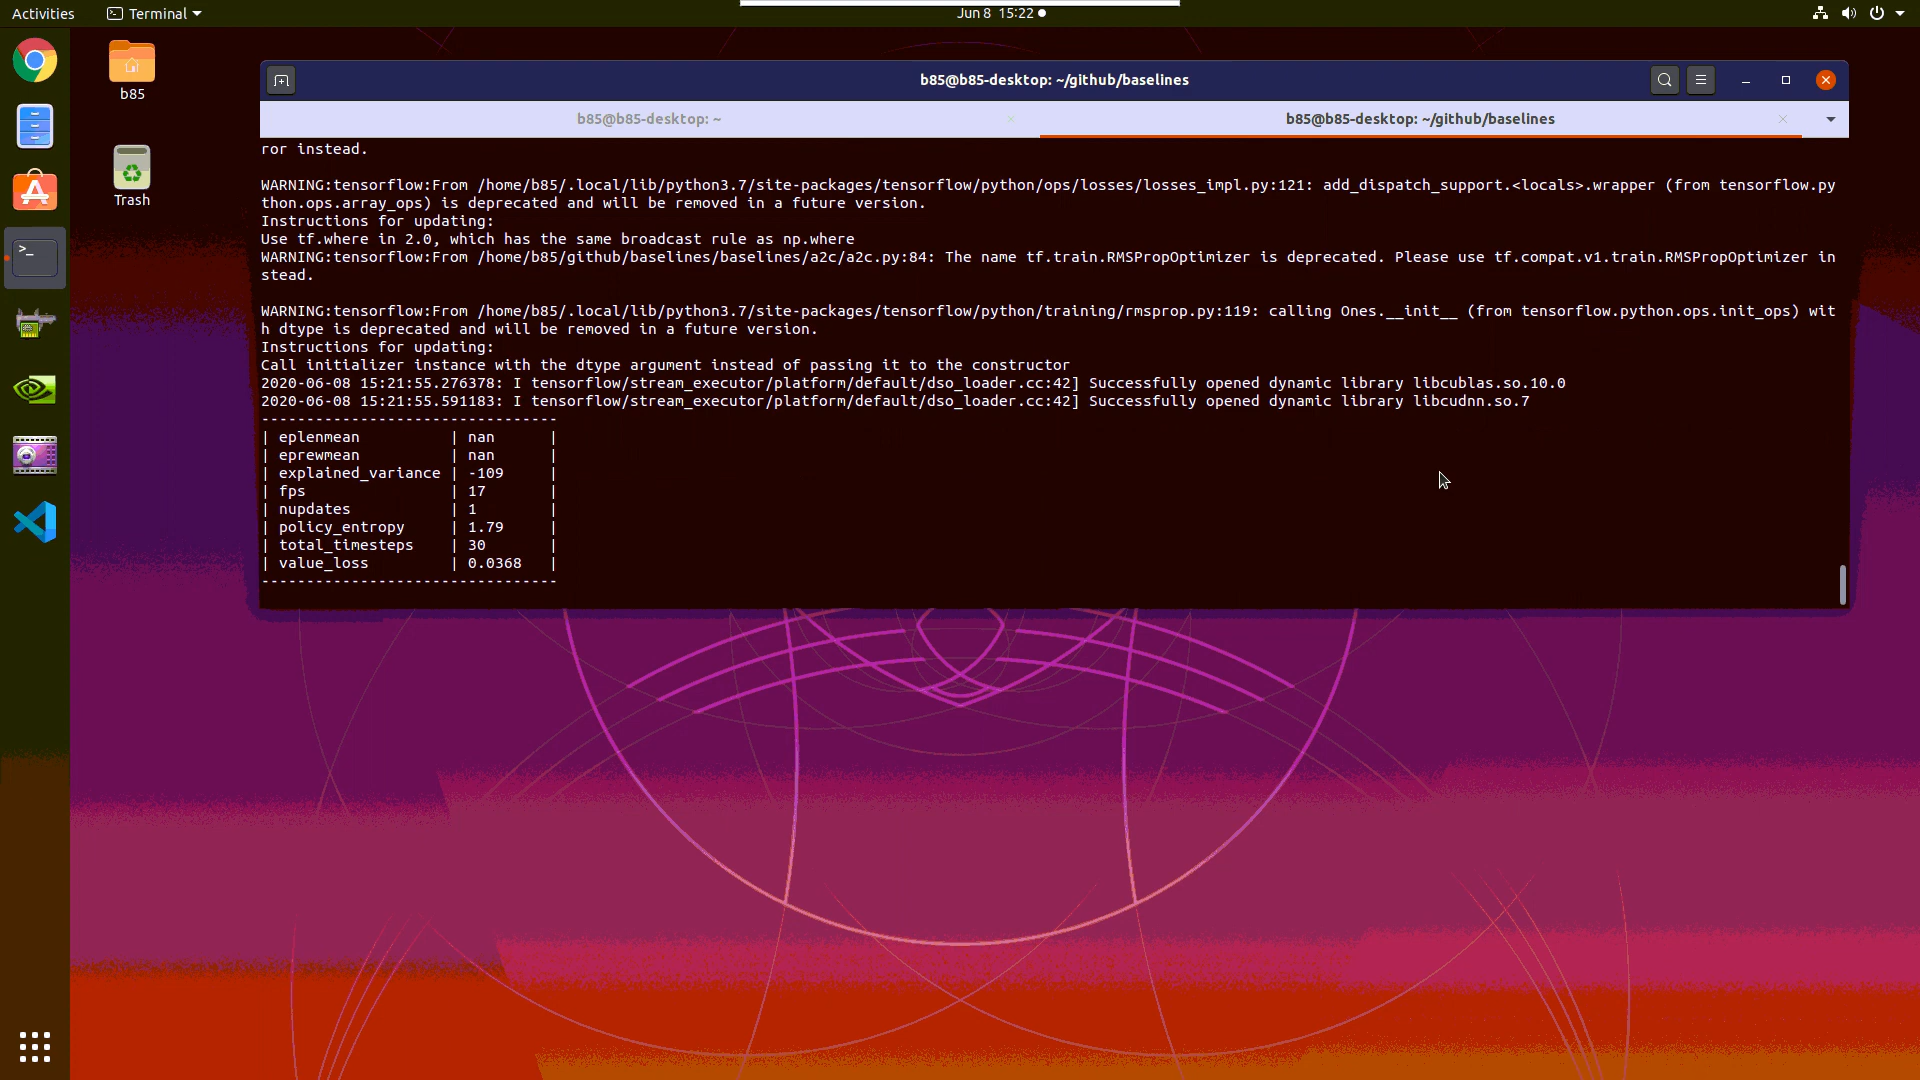 Activities
Terminal
Jun 8 15:22
b85
Trash
b85@b85-desktop: ~/github/baselines
b85@b85-desktop: ~
b85@b85-desktop: ~/github/baselines
ror instead.
WARNING:tensorflow:From /home/b85/.local/lib/python3.7/site-packages/tensorflow/python/ops/losses/losses_impl.py:121: add_dispatch_support.<locals>.wrapper (from tensorflow.py
thon.ops.array_ops) is deprecated and will be removed in a future version.
Instructions for updating:
Use tf.where in 2.0, which has the same broadcast rule as np.where
WARNING:tensorflow:From /home/b85/github/baselines/baselines/a2c/a2c.py:84: The name tf.train.RMSPropOptimizer is deprecated. Please use tf.compat.v1.train.RMSPropOptimizer in
stead.
WARNING:tensorflow:From /home/b85/.local/lib/python3.7/site-packages/tensorflow/python/training/rmsprop.py:119: calling Ones.__init__ (from tensorflow.python.ops.init_ops) wit
h dtype is deprecated and will be removed in a future version.
Instructions for updating:
Call initializer instance with the dtype argument instead of passing it to the constructor
2020-06-08 15:21:55.276378: I tensorflow/stream_executor/platform/default/dso_loader.cc:42] Successfully opened dynamic library libcublas.so.10.0
2020-06-08 15:21:55.591183: I tensorflow/stream_executor/platform/default/dso_loader.cc:42] Successfully opened dynamic library libcudnn.so.7
---------------------------------
| eplenmean          | nan      |
| eprewmean          | nan      |
| explained_variance | -109     |
| fps                | 17       |
| nupdates           | 1        |
| policy_entropy     | 1.79     |
| total_timesteps    | 30       |
| value_loss         | 0.0368   |
---------------------------------